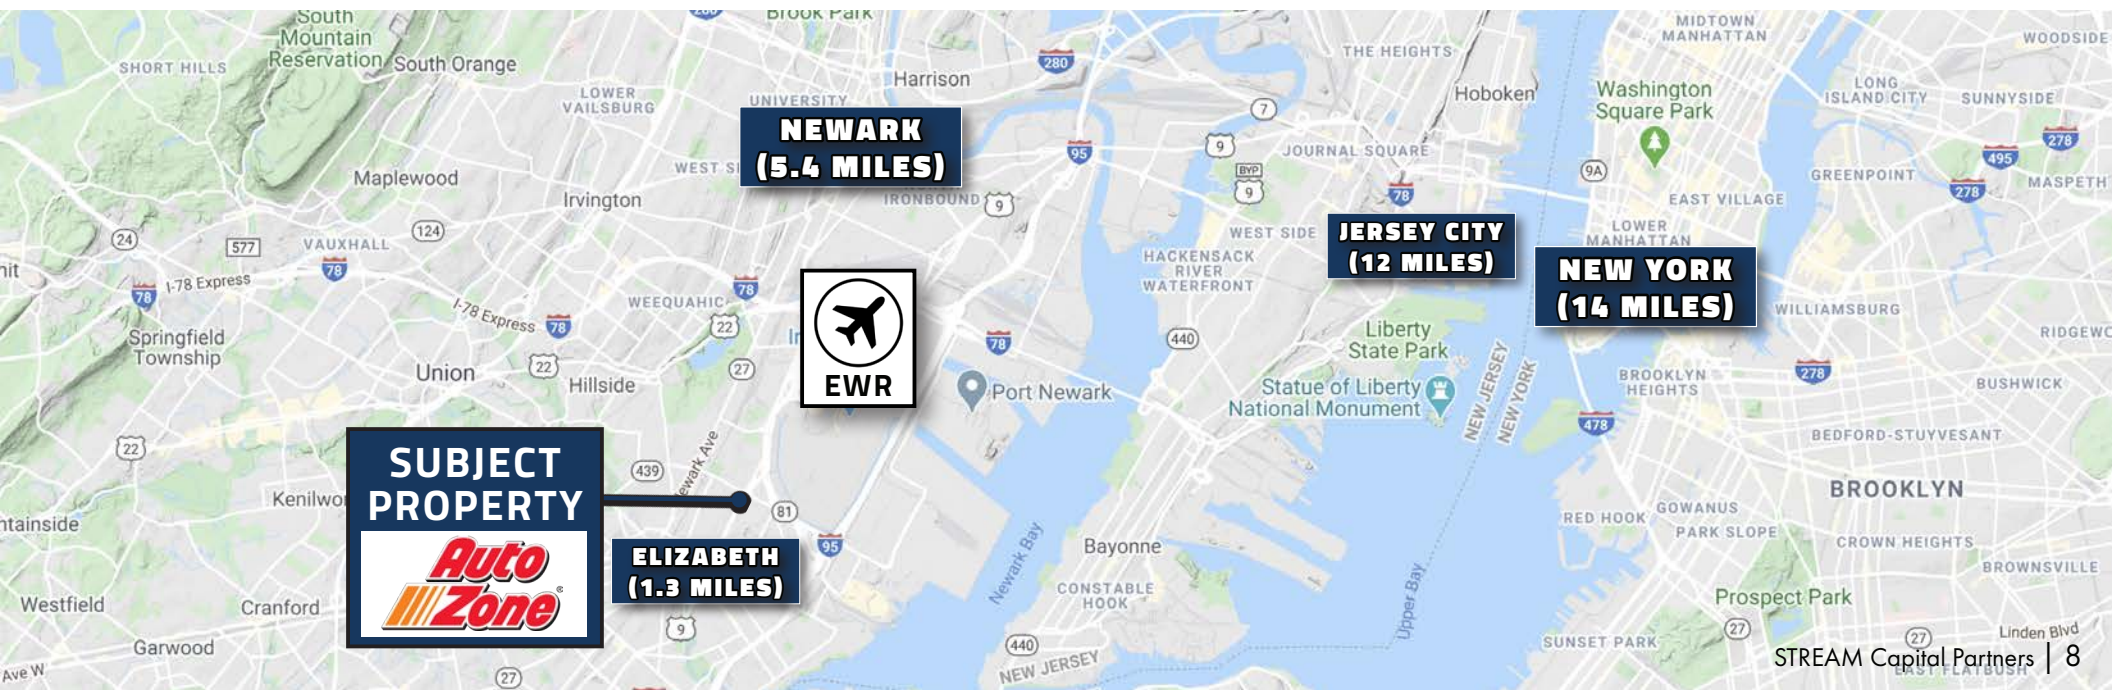 South
Mountain
Reservation
Brook Park
MIDTOWN
MANHATTAN
WOODSIDE
SHORT HILLS
South Orange
280
THE HEIGHTS
Harrison
LOWER
VAILSBURG
UNIVERSITY
Hoboken
Washington
Square Park
LONG
ISLAND CITY
SUNNYSIDE
7
NEWARK
(5.4 MILES)
95
9
JOURNAL SQUARE
495
278
WEST
BYP
9
9A
GREENPOINT
278
MASPETH
Maplewood
Irvington
IRONBOUND
9
78
EAST VILLAGE
24
577
VAUXHALL
124
WEST SIDE
JERSEY CITY
(12 MILES)
LOWER
MANHATTAN
78
HACKENSACK
RIVER
WATERFRONT
NEW YORK
(14 MILES)
78
I-78 Express
I-78 Express
78
WEEQUAHIC
78
22
EWR
WILLIAMSBURG
Springfield
Township
Union
22
Hillside
27
78
440
Liberty
State Park
RIDGEWO
Port Newark
Statue of Liberty
National Monument
NEW JERSEY
NEW YORK
BROOKLYN
HEIGHTS
278
BUSHWICK
478
22
BEDFORD-STUYVESANT
SUBJECT
PROPERTY
439
ewark Ave
81
BROOKLYN
Kenilwo
ntainside
RED HOOK
GOWANUS
PARK SLOPE
CROWN HEIGHTS
Auto
Zone
®
ELIZABETH
(1.3 MILES)
95
Newark Bay
Bayonne
BROWNSVILLE
CONSTABLE
HOOK
Upper Bay
Prospect Park
Westfield
Cranford
Garwood
9
440
NEW JERSEY
SUNSET PARK
27
27
Linden Blvd
Ave W
27
STREAM Capital Partners | 8
EAST FLATBUSH